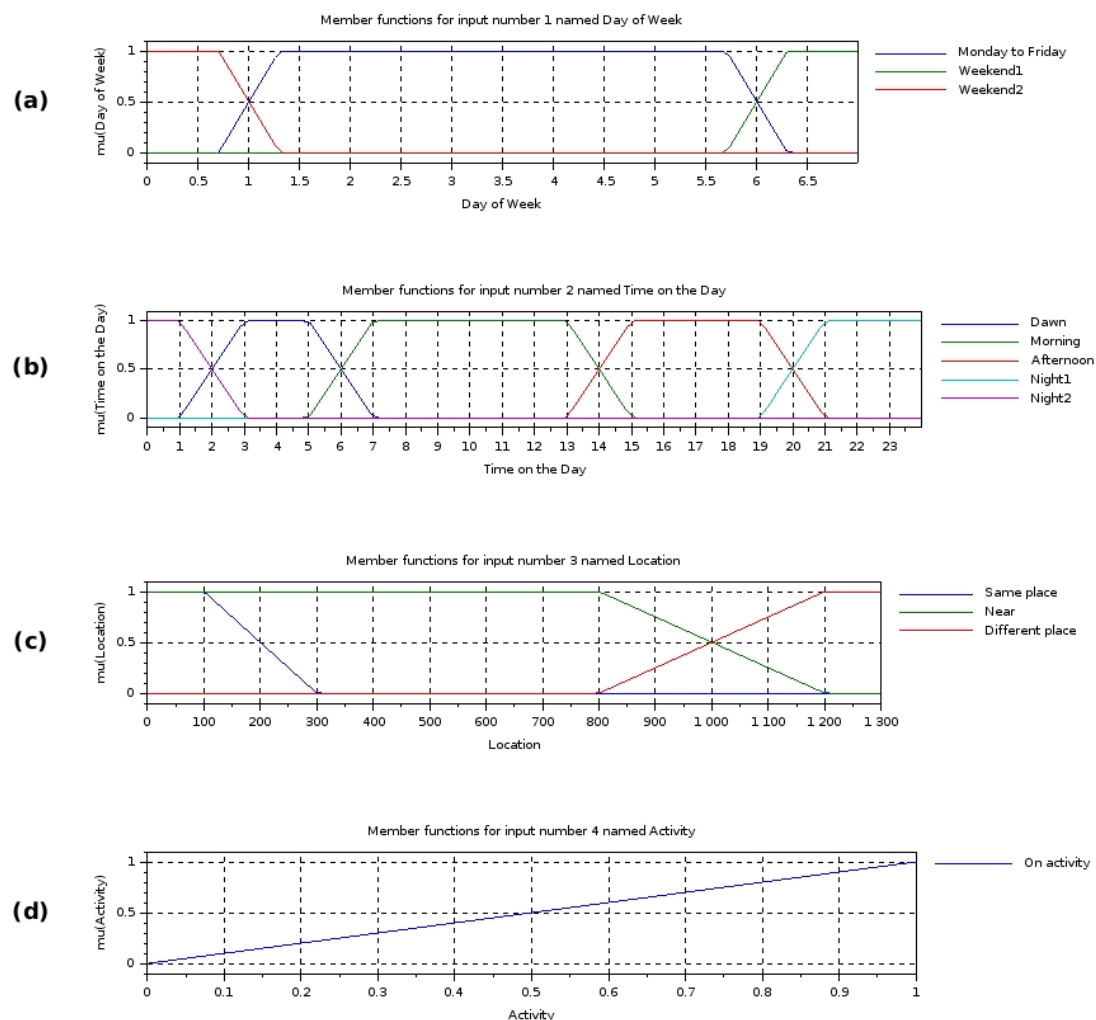 Member functions for input number 1 named Day of Week
(a)
mu(Day of Week)
1
0.5
0
0 0.5 1 1.5 2 2.5 3 3.5 4 4.5 5 5.5 6 6.5
Day of Week
Monday to Friday
Weekend1
Weekend2
Member functions for input number 2 named Time on the Day
(b)
mu(Time on the Day)
1
0.5
0
0 1 2 3 4 5 6 7 8 9 10 11 12 13 14 15 16 17 18 19 20 21 22 23
Time on the Day
Dawn
Morning
Afternoon
Night1
Night2
Member functions for input number 3 named Location
(c)
mu(Location)
1
0.5
0
0 100 200 300 400 500 600 700 800 900 1 000 1 100 1 200 1 300
Location
Same place
Near
Different place
Member functions for input number 4 named Activity
(d)
mu(Activity)
1
0.5
0
0 0.1 0.2 0.3 0.4 0.5 0.6 0.7 0.8 0.9 1
Activity
On activity